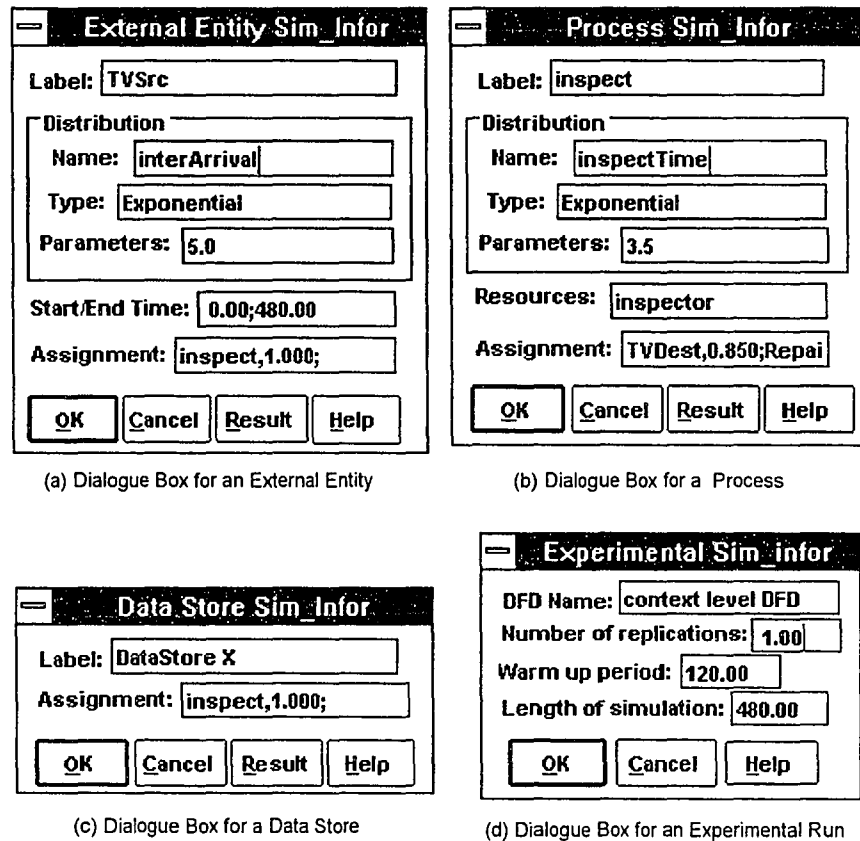 External Entity Sim_Infor
Label: TVSrc
Distribution
Name: interArrival
Type: Exponential
Parameters: 5.0
Start/End Time: 0.00;480.00
Assignment: inspect,1.000;
OK Cancel Result Help
(a) Dialogue Box for an External Entity
Process Sim_Infor
Label: inspect
Distribution
Name: inspectTime
Type: Exponential
Parameters: 3.5
Resources: inspector
Assignment: TVDest,0.850;Repai
OK Cancel Result Help
(b) Dialogue Box for a Process
Data Store Sim_Infor
Label: DataStore X
Assignment: inspect,1.000;
OK Cancel Result Help
(c) Dialogue Box for a Data Store
Experimental Sim_infor
DFD Name: context level DFD
Number of replications: 1.00
Warm up period: 120.00
Length of simulation: 480.00
OK Cancel Help
(d) Dialogue Box for an Experimental Run